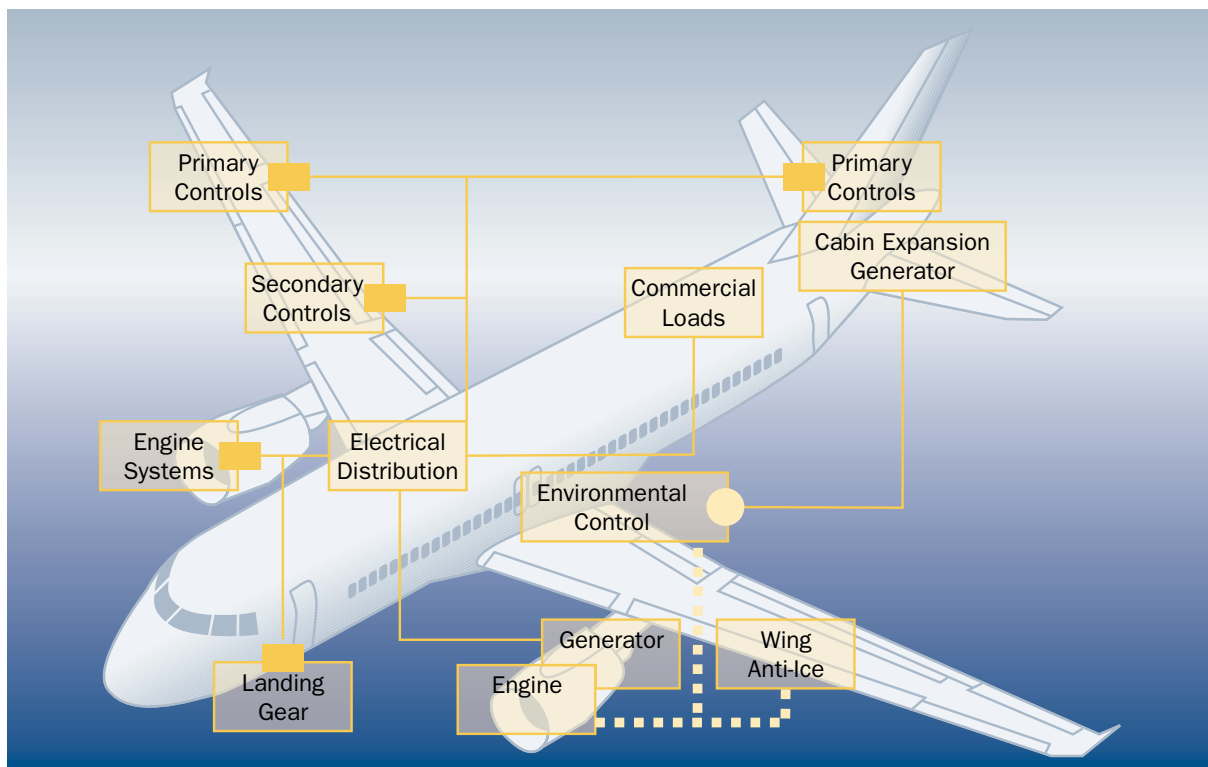 Primary
Controls
Primary
Controls
Cabin Expansion
Generator
Secondary
Controls
Commercial
Loads
Engine
Systems
Electrical
Distribution
Environmental
Control
Generator
Wing
Anti-Ice
Engine
Landing
Gear